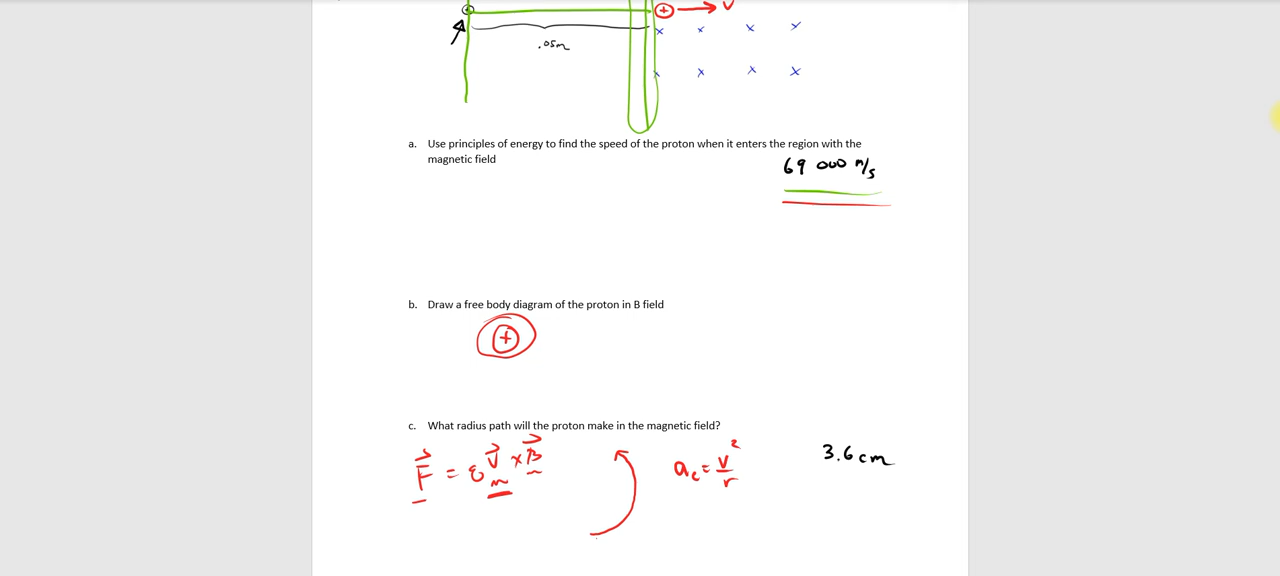 + → v
.05m
x x x x
x x x x
a. Use principles of energy to find the speed of the proton when it enters the region with the
magnetic field
69 000 m/s
b. Draw a free body diagram of the proton in B field
+
c. What radius path will the proton make in the magnetic field?
F = q v x B
a_c = v²/r
3.6 cm